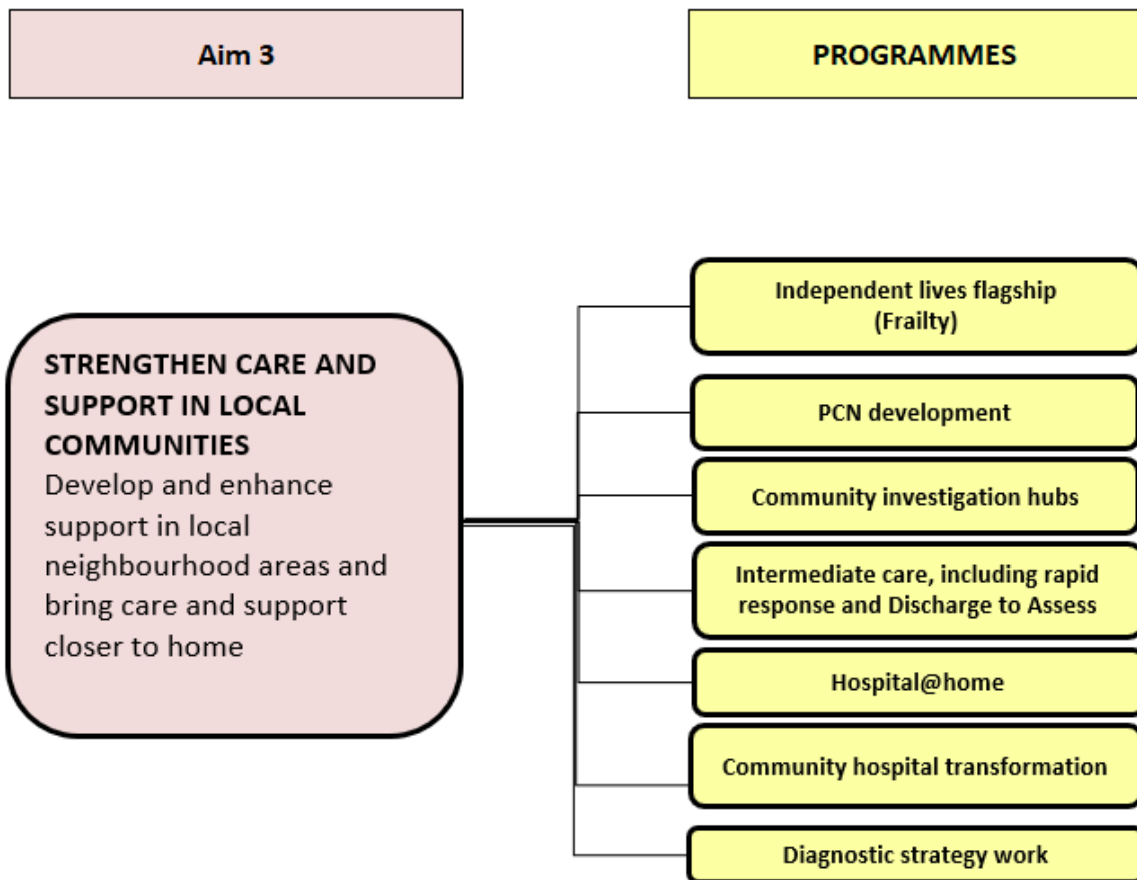 Aim 3
PROGRAMMES
STRENGTHEN CARE AND
SUPPORT IN LOCAL
COMMUNITIES
Develop and enhance
support in local
neighbourhood areas and
bring care and support
closer to home
Independent lives flagship
(Frailty)
PCN development
Community investigation hubs
Intermediate care, including rapid
response and Discharge to Assess
Hospital@home
Community hospital transformation
Diagnostic strategy work